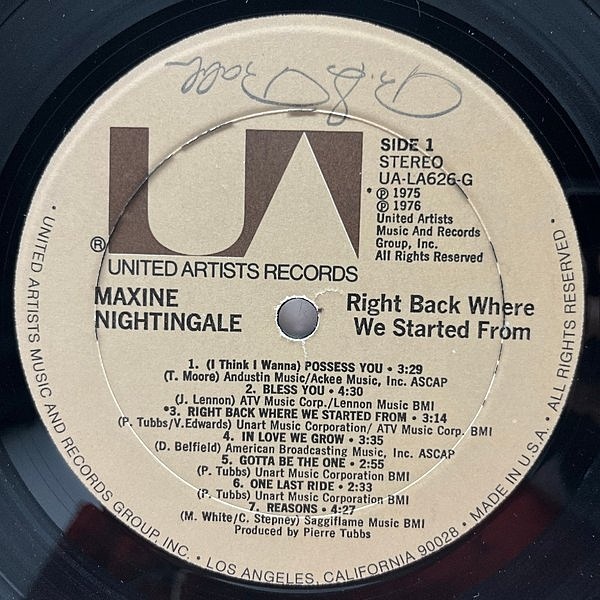 SIDE 1
STEREO
UA-LA626-G
• ℗ 1975
℗ 1976
United Artists
Music And Records
Group, Inc.
All Rights Reserved
UA
®
UNITED ARTISTS RECORDS
MAXINE
NIGHTINGALE
Right Back Where
We Started From
1. (I Think I Wanna) POSSESS YOU • 3:29
(T. Moore) Andustin Music/Ackee Music, Inc. ASCAP
2. BLESS YOU • 4:30
(J. Lennon) ATV Music Corp./Lennon Music BMI
*3. RIGHT BACK WHERE WE STARTED FROM • 3:14
(P. Tubbs/V.Edwards) Unart Music Corporation/ ATV Music Corp. BMI
4. IN LOVE WE GROW • 3:35
(D. Belfield) American Broadcasting Music, Inc. ASCAP
5. GOTTA BE THE ONE • 2:55
(P. Tubbs) Unart Music Corporation BMI
6. ONE LAST RIDE • 2:33
(P. Tubbs) Unart Music Corporation BMI
7. REASONS • 4:27
(M. White/C. Stepney) Saggiflame Music BMI
Produced by Pierre Tubbs
• UNITED ARTISTS MUSIC AND RECORDS GROUP, INC. • LOS ANGELES, CALIFORNIA 90028 • MADE IN U.S.A. • ALL RIGHTS RESERVED •